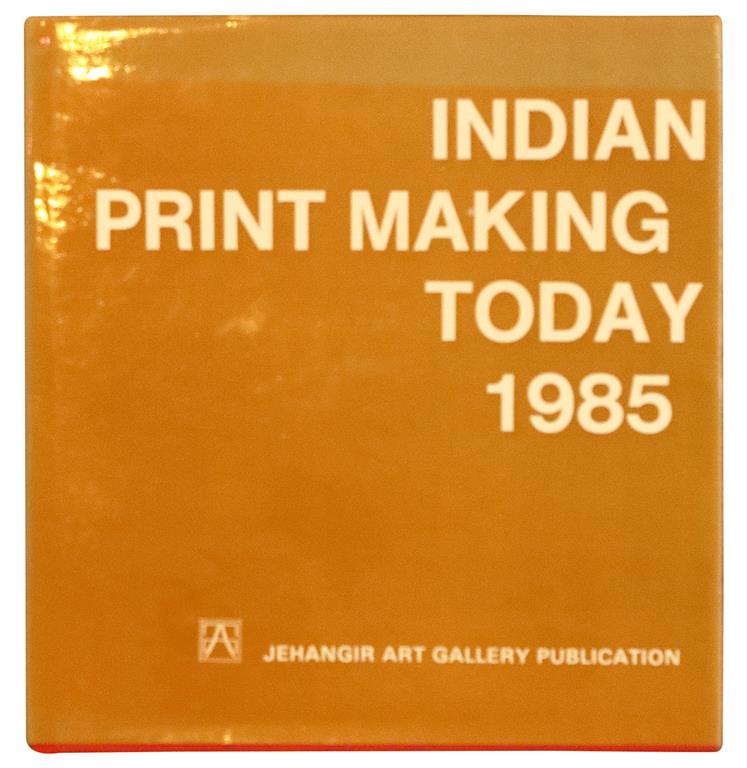 INDIAN
PRINT MAKING
TODAY
1985
JEHANGIR ART GALLERY PUBLICATION